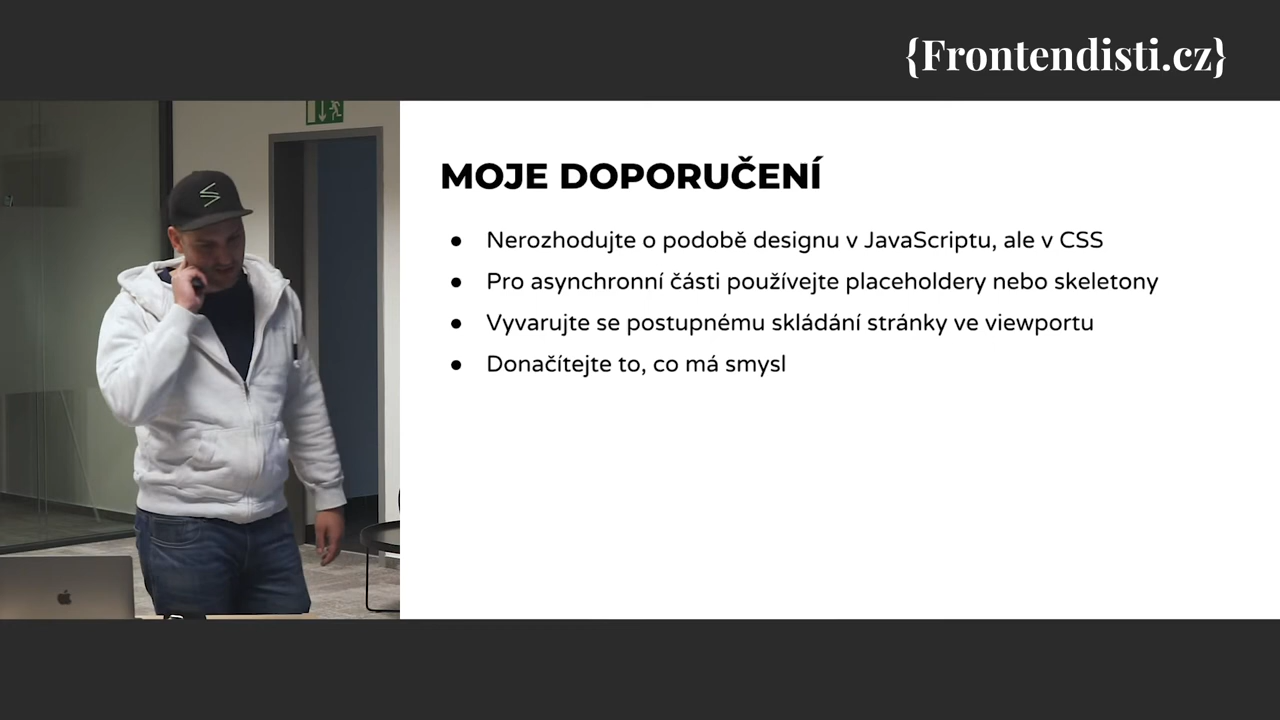 {Frontendisti.cz}
MOJE DOPORUČENÍ
● Nerozhodujte o podobě designu v JavaScriptu, ale v CSS
● Pro asynchronní části používejte placeholdery nebo skeletony
● Vyvarujte se postupnému skládání stránky ve viewportu
● Donačítejte to, co má smysl